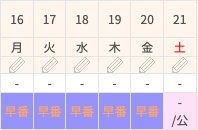 16 17 18 19 20 21
月 火 水 木 金 土
- - - - - -
早番 早番 早番 早番 早番 -
/公